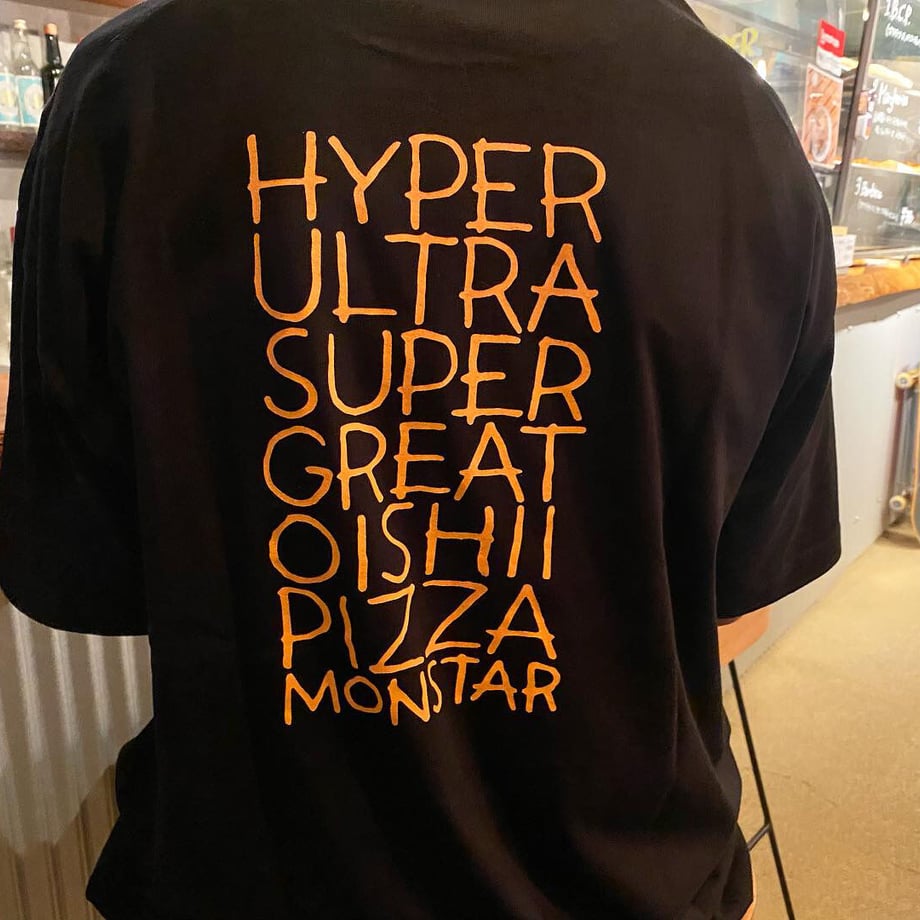 HYPER
ULTRA
SUPER
GREAT
OISHII
PIZZA
MONSTAR